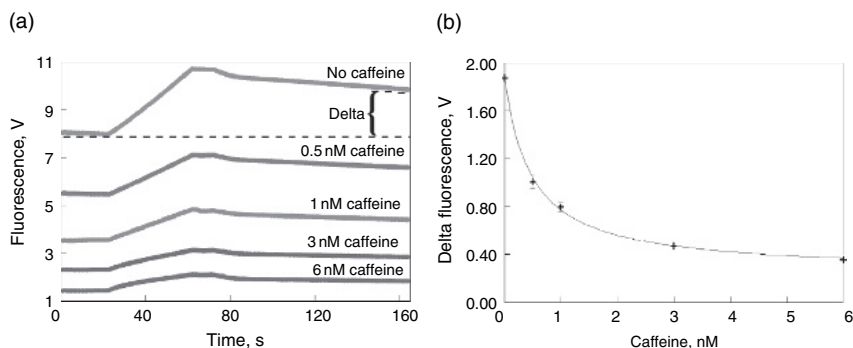 (a)
Fluorescence, V
11
9
7
5
3
1
No caffeine
Delta
0.5 nM caffeine
1 nM caffeine
3 nM caffeine
6 nM caffeine
0 40 80 120 160
Time, s
(b)
Delta fluorescence, V
2.00
1.60
1.20
0.80
0.40
0.00
0 1 2 3 4 5 6
Caffeine, nM